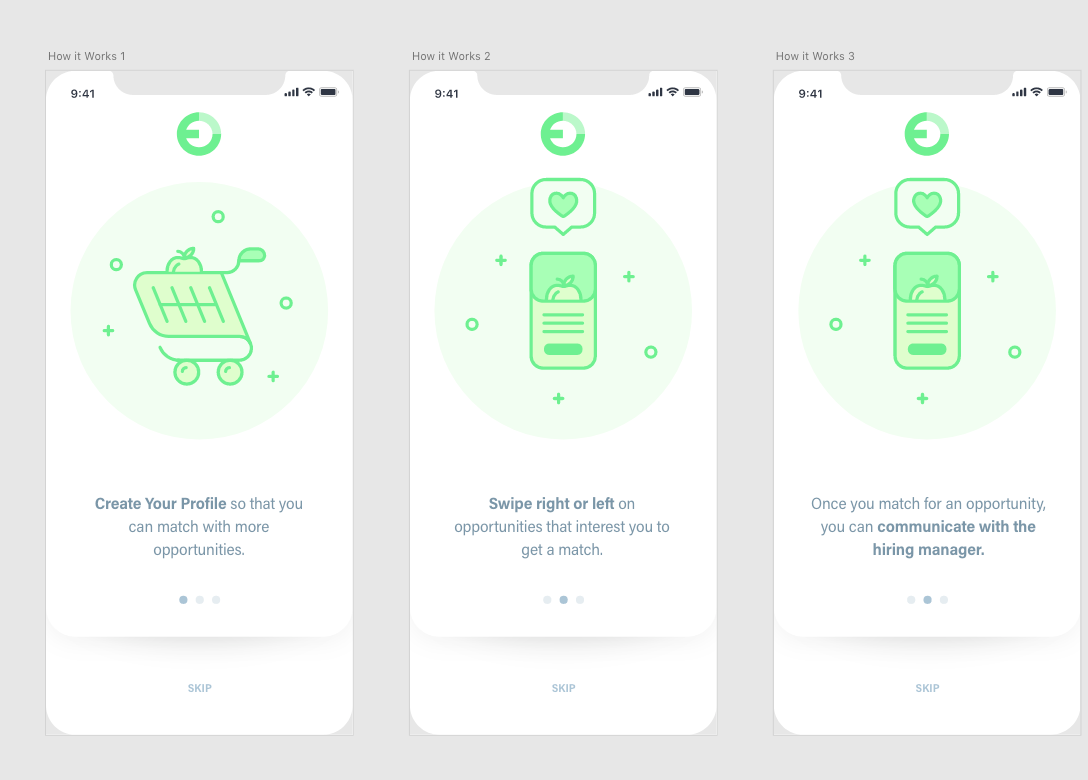 How it Works 1
9:41
Create Your Profile so that you
can match with more
opportunities.
SKIP
How it Works 2
9:41
Swipe right or left on
opportunities that interest you to
get a match.
SKIP
How it Works 3
9:41
Once you match for an opportunity,
you can communicate with the
hiring manager.
SKIP